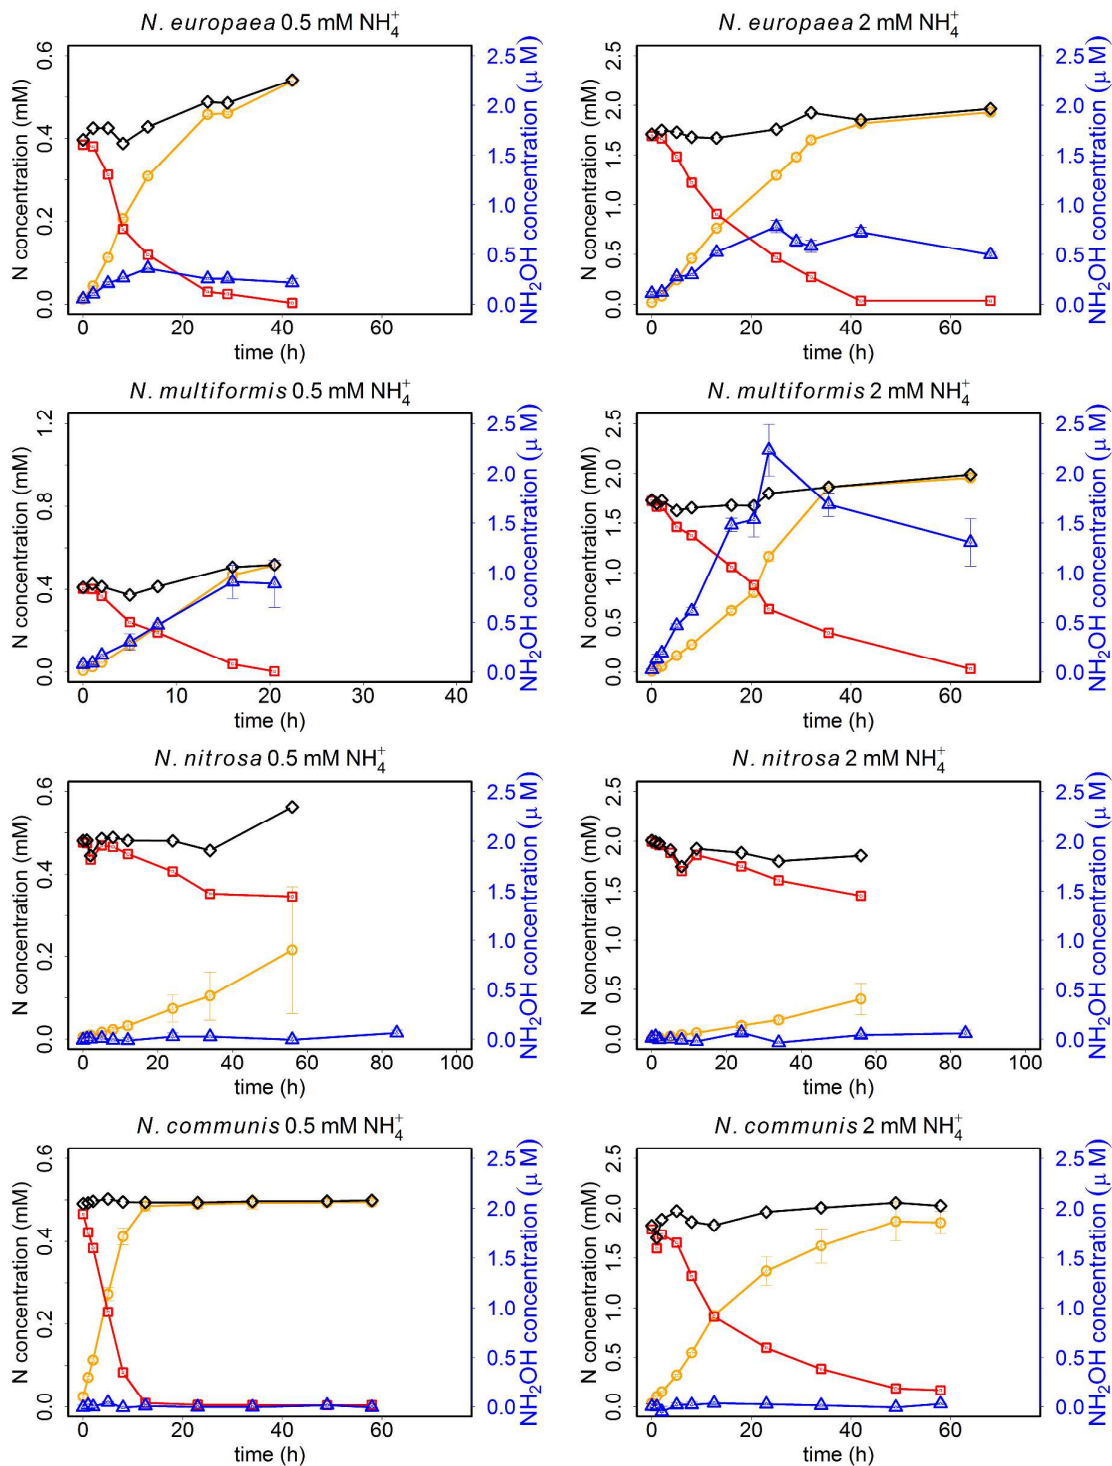 N. europaea 0.5 mM NH₄⁺
N concentration (mM)
0.0 0.2 0.4 0.6
NH₂OH concentration (μ M)
0.0 0.5 1.0 1.5 2.0 2.5
0 20 40 60
time (h)
N. europaea 2 mM NH₄⁺
N concentration (mM)
0.0 0.5 1.0 1.5 2.0 2.5
NH₂OH concentration (μ M)
0.0 0.5 1.0 1.5 2.0 2.5
0 20 40 60
time (h)
N. multiformis 0.5 mM NH₄⁺
N concentration (mM)
0.0 0.4 0.8 1.2
NH₂OH concentration (μ M)
0.0 0.5 1.0 1.5 2.0 2.5
0 10 20 30 40
time (h)
N. multiformis 2 mM NH₄⁺
N concentration (mM)
0.0 0.5 1.0 1.5 2.0 2.5
NH₂OH concentration (μ M)
0.0 0.5 1.0 1.5 2.0 2.5
0 20 40 60
time (h)
N. nitrosa 0.5 mM NH₄⁺
N concentration (mM)
0.0 0.2 0.4 0.6
NH₂OH concentration (μ M)
0.0 0.5 1.0 1.5 2.0 2.5
0 20 40 60 80 100
time (h)
N. nitrosa 2 mM NH₄⁺
N concentration (mM)
0.0 0.5 1.0 1.5 2.0 2.5
NH₂OH concentration (μ M)
0.0 0.5 1.0 1.5 2.0 2.5
0 20 40 60 80 100
time (h)
N. communis 0.5 mM NH₄⁺
N concentration (mM)
0.0 0.2 0.4 0.6
NH₂OH concentration (μ M)
0.0 0.5 1.0 1.5 2.0 2.5
0 20 40 60
time (h)
N. communis 2 mM NH₄⁺
N concentration (mM)
0.0 0.5 1.0 1.5 2.0 2.5
NH₂OH concentration (μ M)
0.0 0.5 1.0 1.5 2.0 2.5
0 20 40 60
time (h)